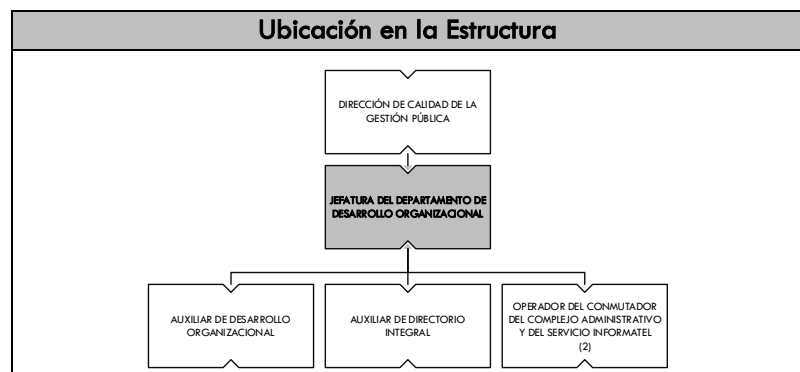 Ubicación en la Estructura
DIRECCIÓN DE CALIDAD DE LA
GESTIÓN PÚBLICA
JEFATURA DEL DEPARTAMENTO DE
DESARROLLO ORGANIZACIONAL
AUXILIAR DE DESARROLLO
ORGANIZACIONAL
AUXILIAR DE DIRECTORIO
INTEGRAL
OPERADOR DEL CONMUTADOR
DEL COMPLEJO ADMINISTRATIVO
Y DEL SERVICIO INFORMATEL
(2)